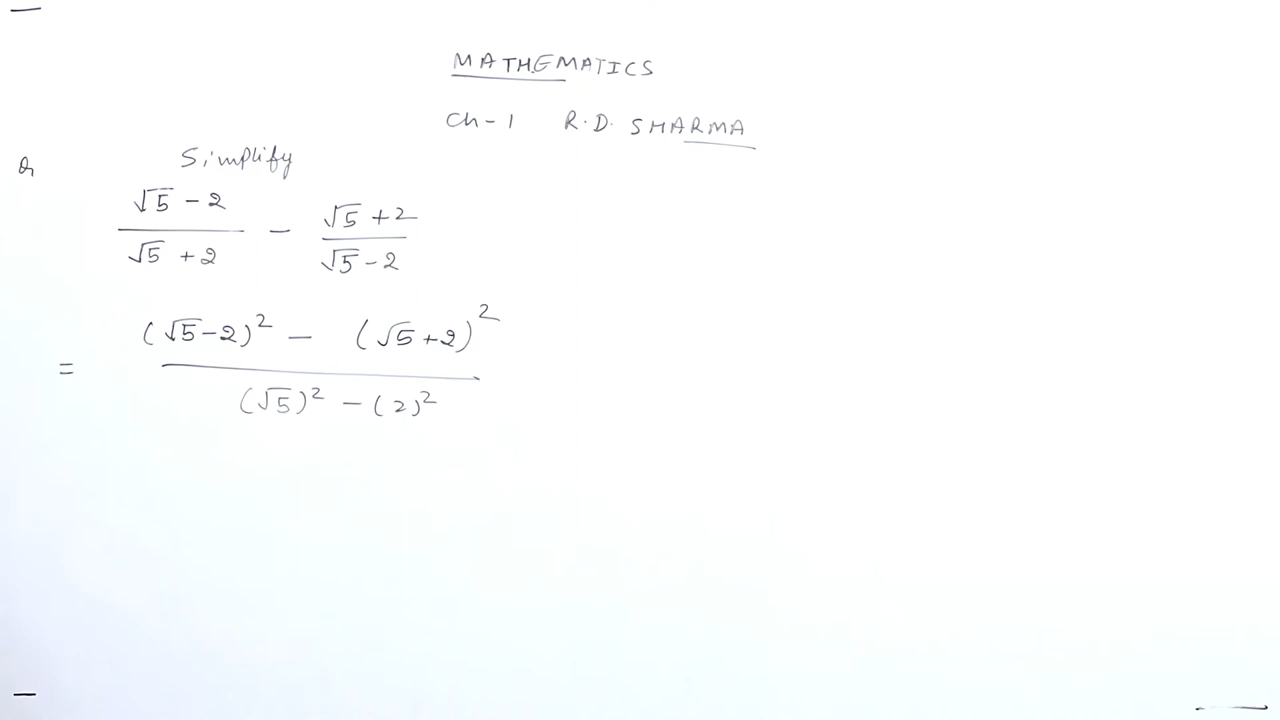 MATHEMATICS
Ch-1 R.D. SHARMA
Q Simplify
√5 - 2 / √5 + 2 - √5 + 2 / √5 - 2
= (√5-2)² - (√5+2)² / (√5)² - (2)²